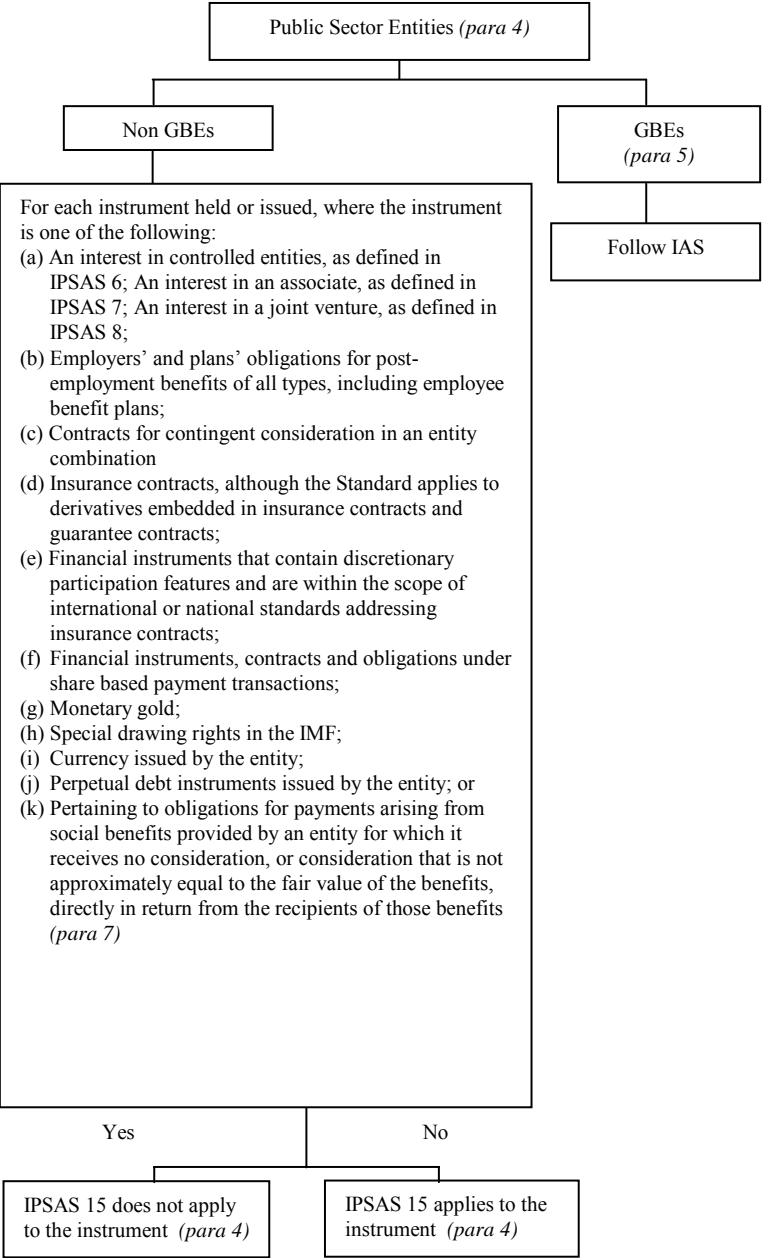 Public Sector Entities (para 4)
Non GBEs
GBEs
(para 5)
Follow IAS
For each instrument held or issued, where the instrument
is one of the following:
(a) An interest in controlled entities, as defined in
IPSAS 6; An interest in an associate, as defined in
IPSAS 7; An interest in a joint venture, as defined in
IPSAS 8;
(b) Employers’ and plans’ obligations for post-
employment benefits of all types, including employee
benefit plans;
(c) Contracts for contingent consideration in an entity
combination
(d) Insurance contracts, although the Standard applies to
derivatives embedded in insurance contracts and
guarantee contracts;
(e) Financial instruments that contain discretionary
participation features and are within the scope of
international or national standards addressing
insurance contracts;
(f) Financial instruments, contracts and obligations under
share based payment transactions;
(g) Monetary gold;
(h) Special drawing rights in the IMF;
(i) Currency issued by the entity;
(j) Perpetual debt instruments issued by the entity; or
(k) Pertaining to obligations for payments arising from
social benefits provided by an entity for which it
receives no consideration, or consideration that is not
approximately equal to the fair value of the benefits,
directly in return from the recipients of those benefits
(para 7)
Yes
No
IPSAS 15 does not apply
to the instrument (para 4)
IPSAS 15 applies to the
instrument (para 4)